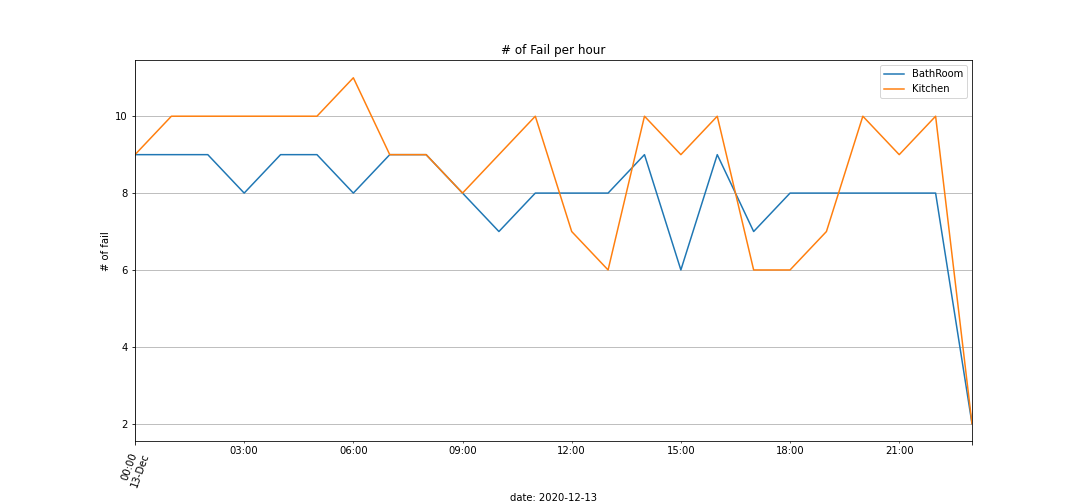 # of Fail per hour
BathRoom
Kitchen
# of fail
10
8
6
4
2
00:00
13-Dec
03:00
06:00
09:00
12:00
15:00
18:00
21:00
date: 2020-12-13